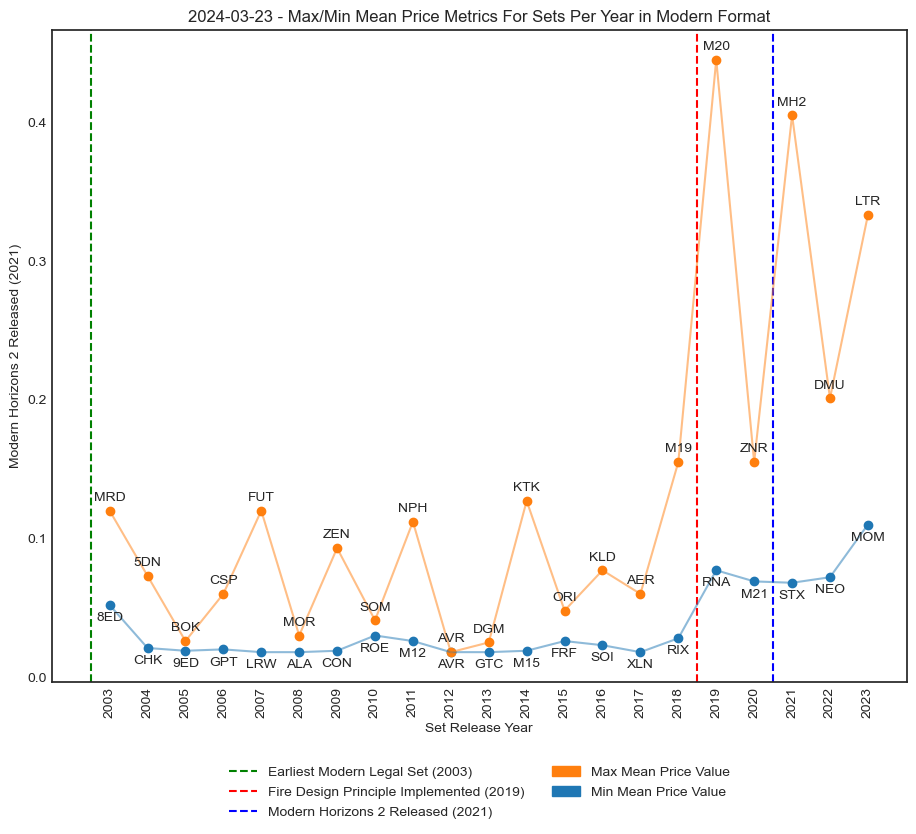 2024-03-23 - Max/Min Mean Price Metrics For Sets Per Year in Modern Format
Modern Horizons 2 Released (2021)
0.4
0.3
0.2
0.1
0.0
M20
MH2
LTR
DMU
M19
ZNR
MRD
FUT
KTK
NPH
ZEN
5DN
CSP
KLD
AER
ORI
SOM
BOK
MOR
AVR
DGM
8ED
CHK
9ED
GPT
LRW
ALA
CON
ROE
M12
AVR
GTC
M15
FRF
SOI
XLN
RIX
RNA
M21
STX
NEO
MOM
2003
2004
2005
2006
2007
2008
2009
2010
2011
2012
2013
2014
2015
2016
2017
2018
2019
2020
2021
2022
2023
Set Release Year
Earliest Modern Legal Set (2003)
Fire Design Principle Implemented (2019)
Modern Horizons 2 Released (2021)
Max Mean Price Value
Min Mean Price Value